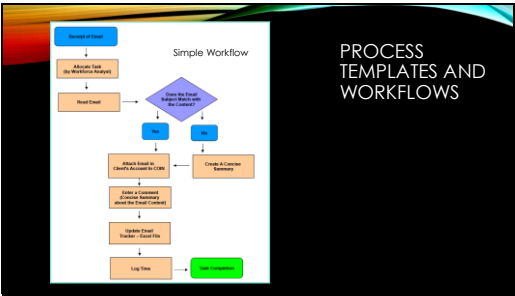 Simple Workflow
Receipt of Email
Allocate Task
(by Workforce Analyst)
Read Email
Does the Email
Subject Match with
the Content?
Yes
No
Attach Email in
Client's Account in COIN
Create A Concise
Summary
Enter a Comment
(Concise Summary
about the Email Content)
Update Email
Tracker – Excel File
Log Time
Task Completion
PROCESS
TEMPLATES AND
WORKFLOWS